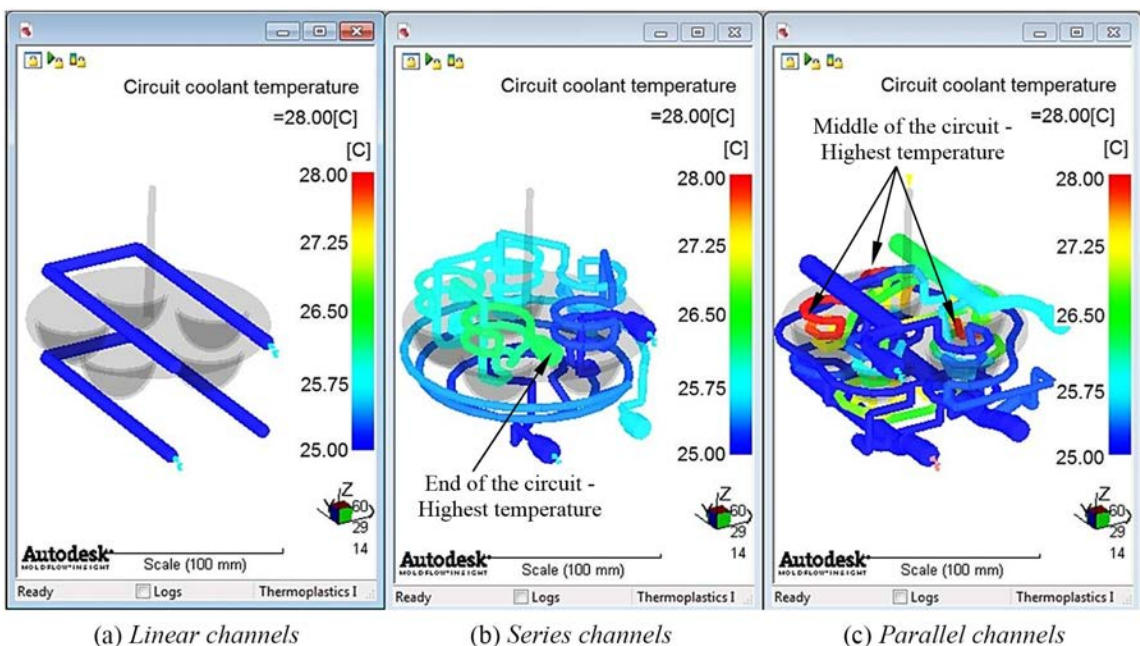 Circuit coolant temperature
=28.00[C]
[C]
28.00
27.25
26.50
25.75
25.00
Z
60
29
14
Autodesk
MOLDFLOW INSIGHT
Scale (100 mm)
Ready
Logs
Thermoplastics I
(a) Linear channels
Circuit coolant temperature
=28.00[C]
[C]
28.00
27.25
26.50
25.75
25.00
End of the circuit -
Highest temperature
Z
60
29
14
Autodesk
MOLDFLOW INSIGHT
Scale (100 mm)
Ready
Logs
Thermoplastics I
(b) Series channels
Circuit coolant temperature
=28.00[C]
Middle of the circuit -
Highest temperature
[C]
28.00
27.25
26.50
25.75
25.00
Z
60
29
14
Autodesk
MOLDFLOW INSIGHT
Scale (100 mm)
Ready
Logs
Thermoplastics I
(c) Parallel channels